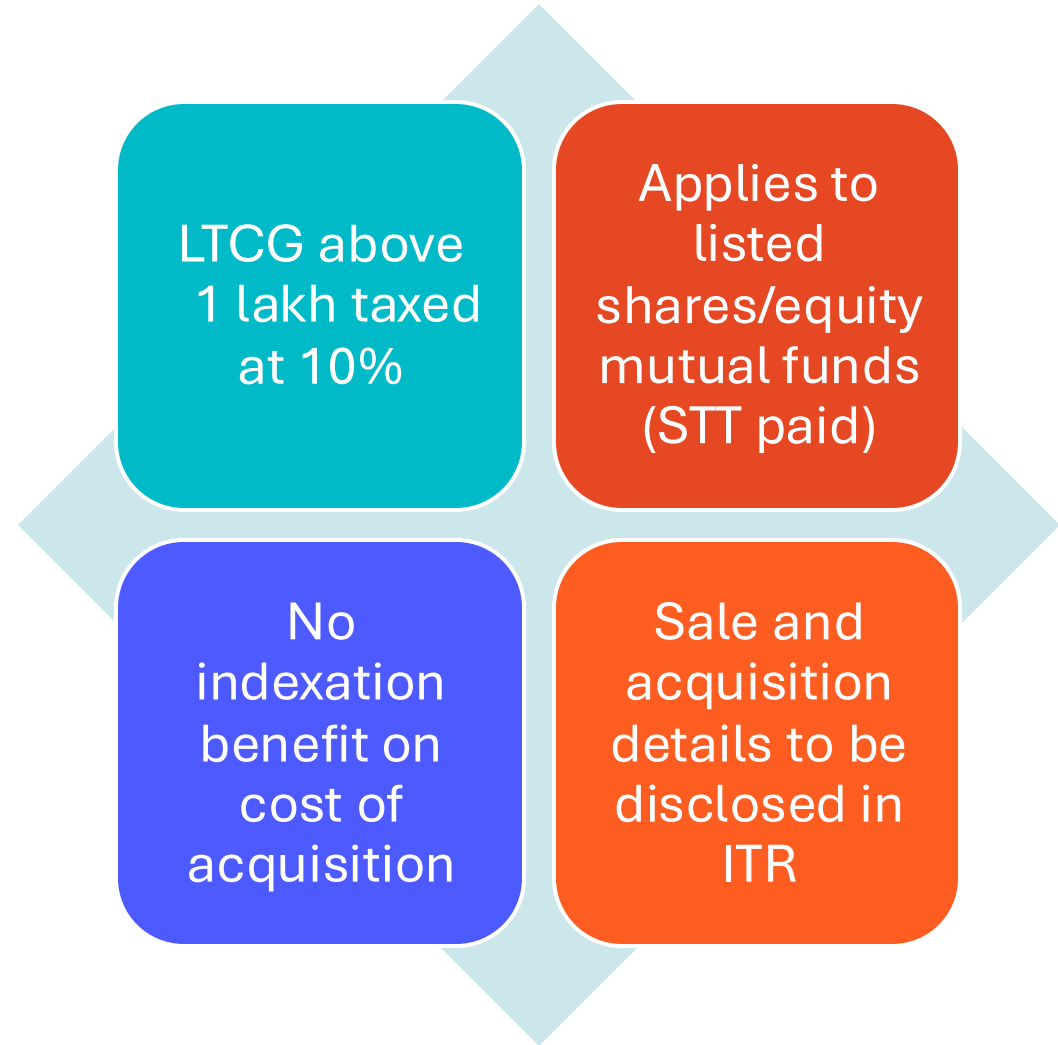 LTCG above
1 lakh taxed
at 10%
Applies to
listed
shares/equity
mutual funds
(STT paid)
No
indexation
benefit on
cost of
acquisition
Sale and
acquisition
details to be
disclosed in
ITR